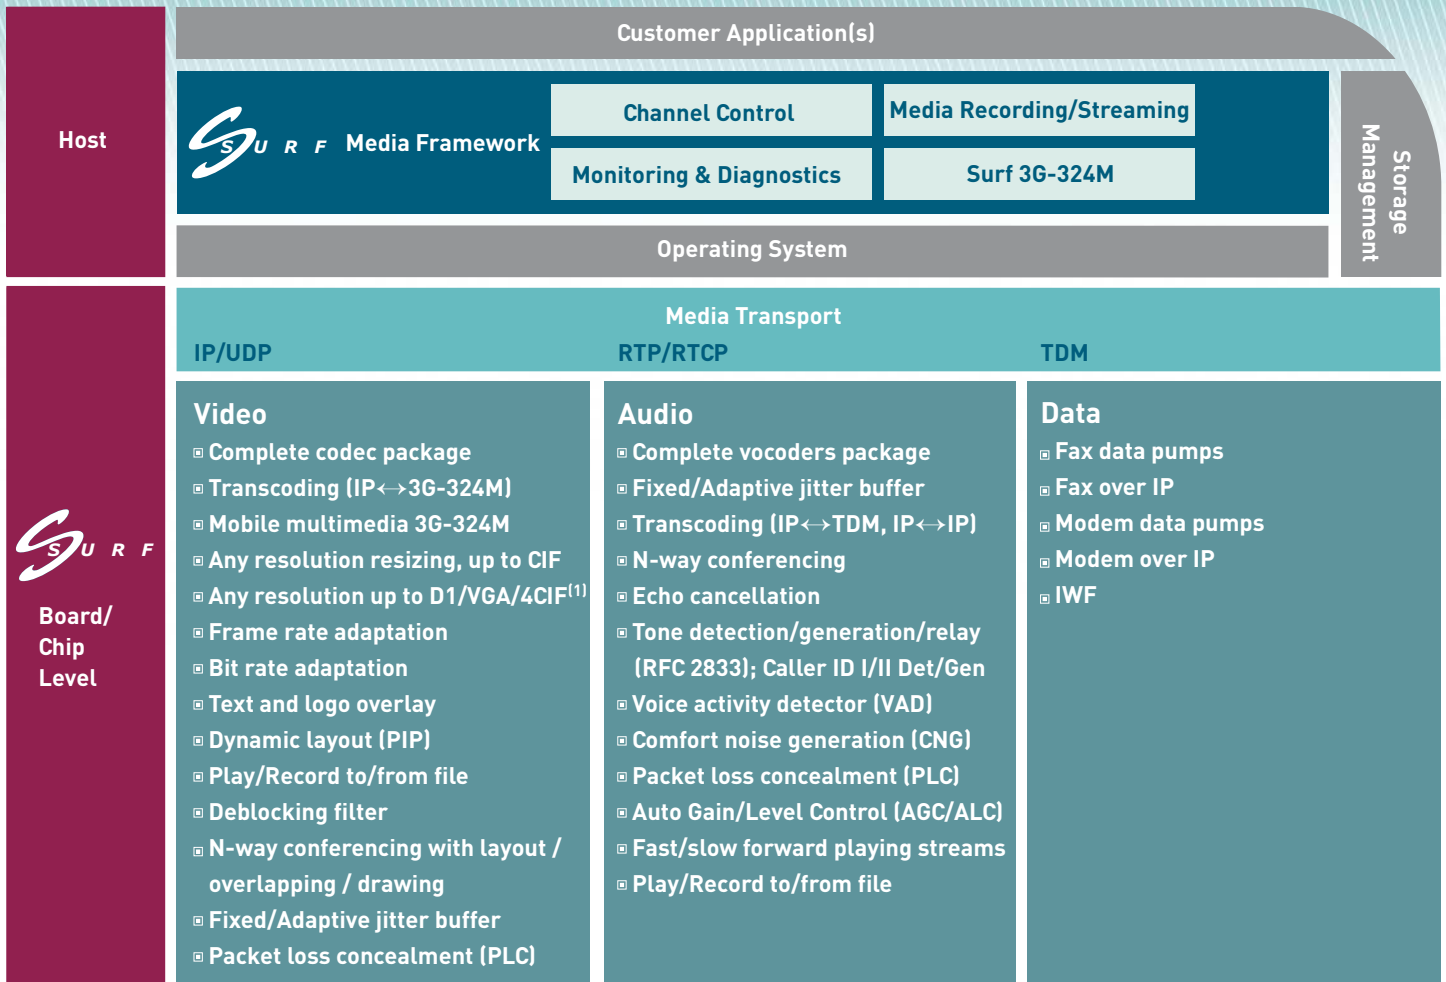 Customer Application(s)
Host
SURF Media Framework
Channel Control
Media Recording/Streaming
Monitoring & Diagnostics
Surf 3G-324M
Storage
Management
Operating System
SURF
Board/
Chip
Level
Media Transport
IP/UDP
RTP/RTCP
TDM
Video
Complete codec package
Transcoding (IP↔3G-324M)
Mobile multimedia 3G-324M
Any resolution resizing, up to CIF
Any resolution up to D1/VGA/4CIF(1)
Frame rate adaptation
Bit rate adaptation
Text and logo overlay
Dynamic layout (PIP)
Play/Record to/from file
Deblocking filter
N-way conferencing with layout /
overlapping / drawing
Fixed/Adaptive jitter buffer
Packet loss concealment (PLC)
Audio
Complete vocoders package
Fixed/Adaptive jitter buffer
Transcoding (IP↔TDM, IP↔IP)
N-way conferencing
Echo cancellation
Tone detection/generation/relay
(RFC 2833); Caller ID I/II Det/Gen
Voice activity detector (VAD)
Comfort noise generation (CNG)
Packet loss concealment (PLC)
Auto Gain/Level Control (AGC/ALC)
Fast/slow forward playing streams
Play/Record to/from file
Data
Fax data pumps
Fax over IP
Modem data pumps
Modem over IP
IWF